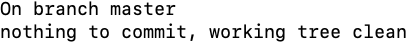 On branch master
nothing to commit, working tree clean